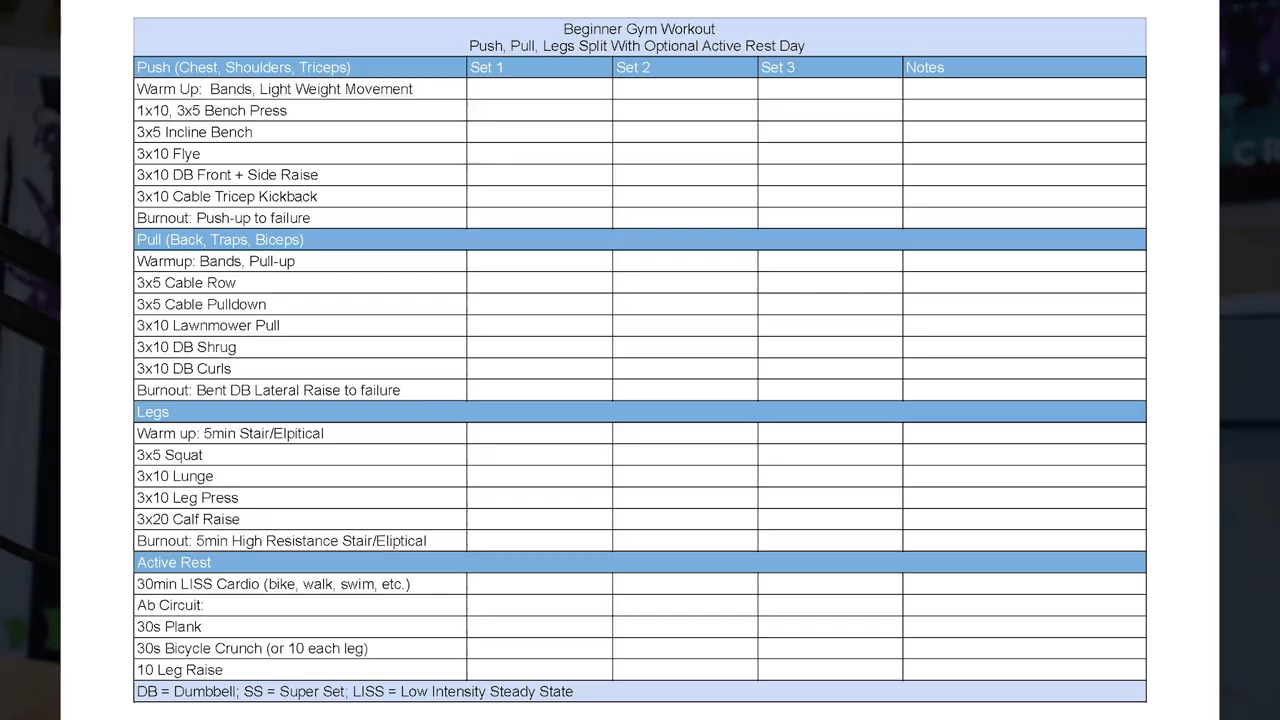 Beginner Gym Workout
Push, Pull, Legs Split With Optional Active Rest Day
Push (Chest, Shoulders, Triceps) Set 1 Set 2 Set 3 Notes
Warm Up:  Bands, Light Weight Movement
1x10, 3x5 Bench Press
3x5 Incline Bench
3x10 Flye
3x10 DB Front + Side Raise
3x10 Cable Tricep Kickback
Burnout: Push-up to failure
Pull (Back, Traps, Biceps)
Warmup: Bands, Pull-up
3x5 Cable Row
3x5 Cable Pulldown
3x10 Lawnmower Pull
3x10 DB Shrug
3x10 DB Curls
Burnout: Bent DB Lateral Raise to failure
Legs
Warm up: 5min Stair/Elpitical
3x5 Squat
3x10 Lunge
3x10 Leg Press
3x20 Calf Raise
Burnout: 5min High Resistance Stair/Eliptical
Active Rest
30min LISS Cardio (bike, walk, swim, etc.)
Ab Circuit:
30s Plank
30s Bicycle Crunch (or 10 each leg)
10 Leg Raise
DB = Dumbbell; SS = Super Set; LISS = Low Intensity Steady State